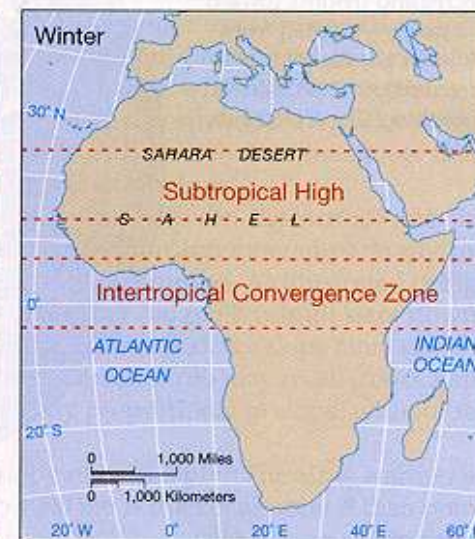 Winter
30° N
SAHARA DESERT
Subtropical High
S A H E L
Intertropical Convergence Zone
0°
ATLANTIC
OCEAN
INDIAN
OCEAN
20° S
0 1,000 Miles
0 1,000 Kilometers
20° W 0° 20° E 40° E